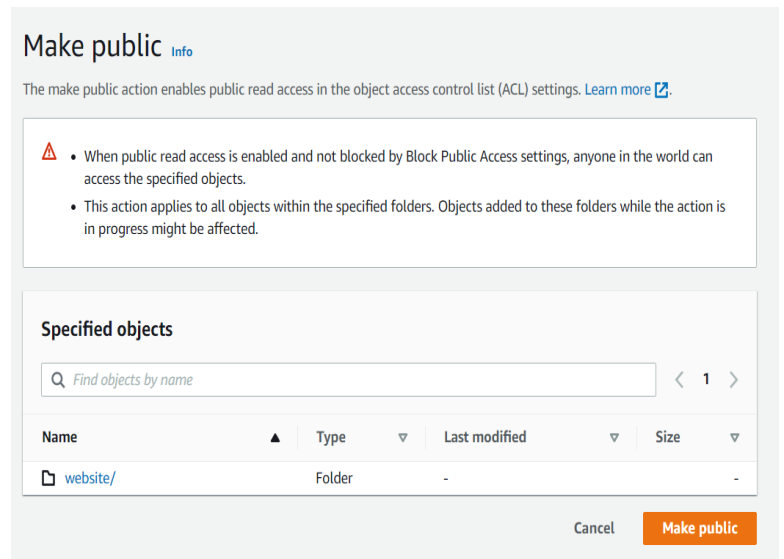 Make public Info
The make public action enables public read access in the object access control list (ACL) settings. Learn more.
• When public read access is enabled and not blocked by Block Public Access settings, anyone in the world can
access the specified objects.
• This action applies to all objects within the specified folders. Objects added to these folders while the action is
in progress might be affected.
Specified objects
Find objects by name
1
Name Type Last modified Size
website/ Folder - -
Cancel Make public